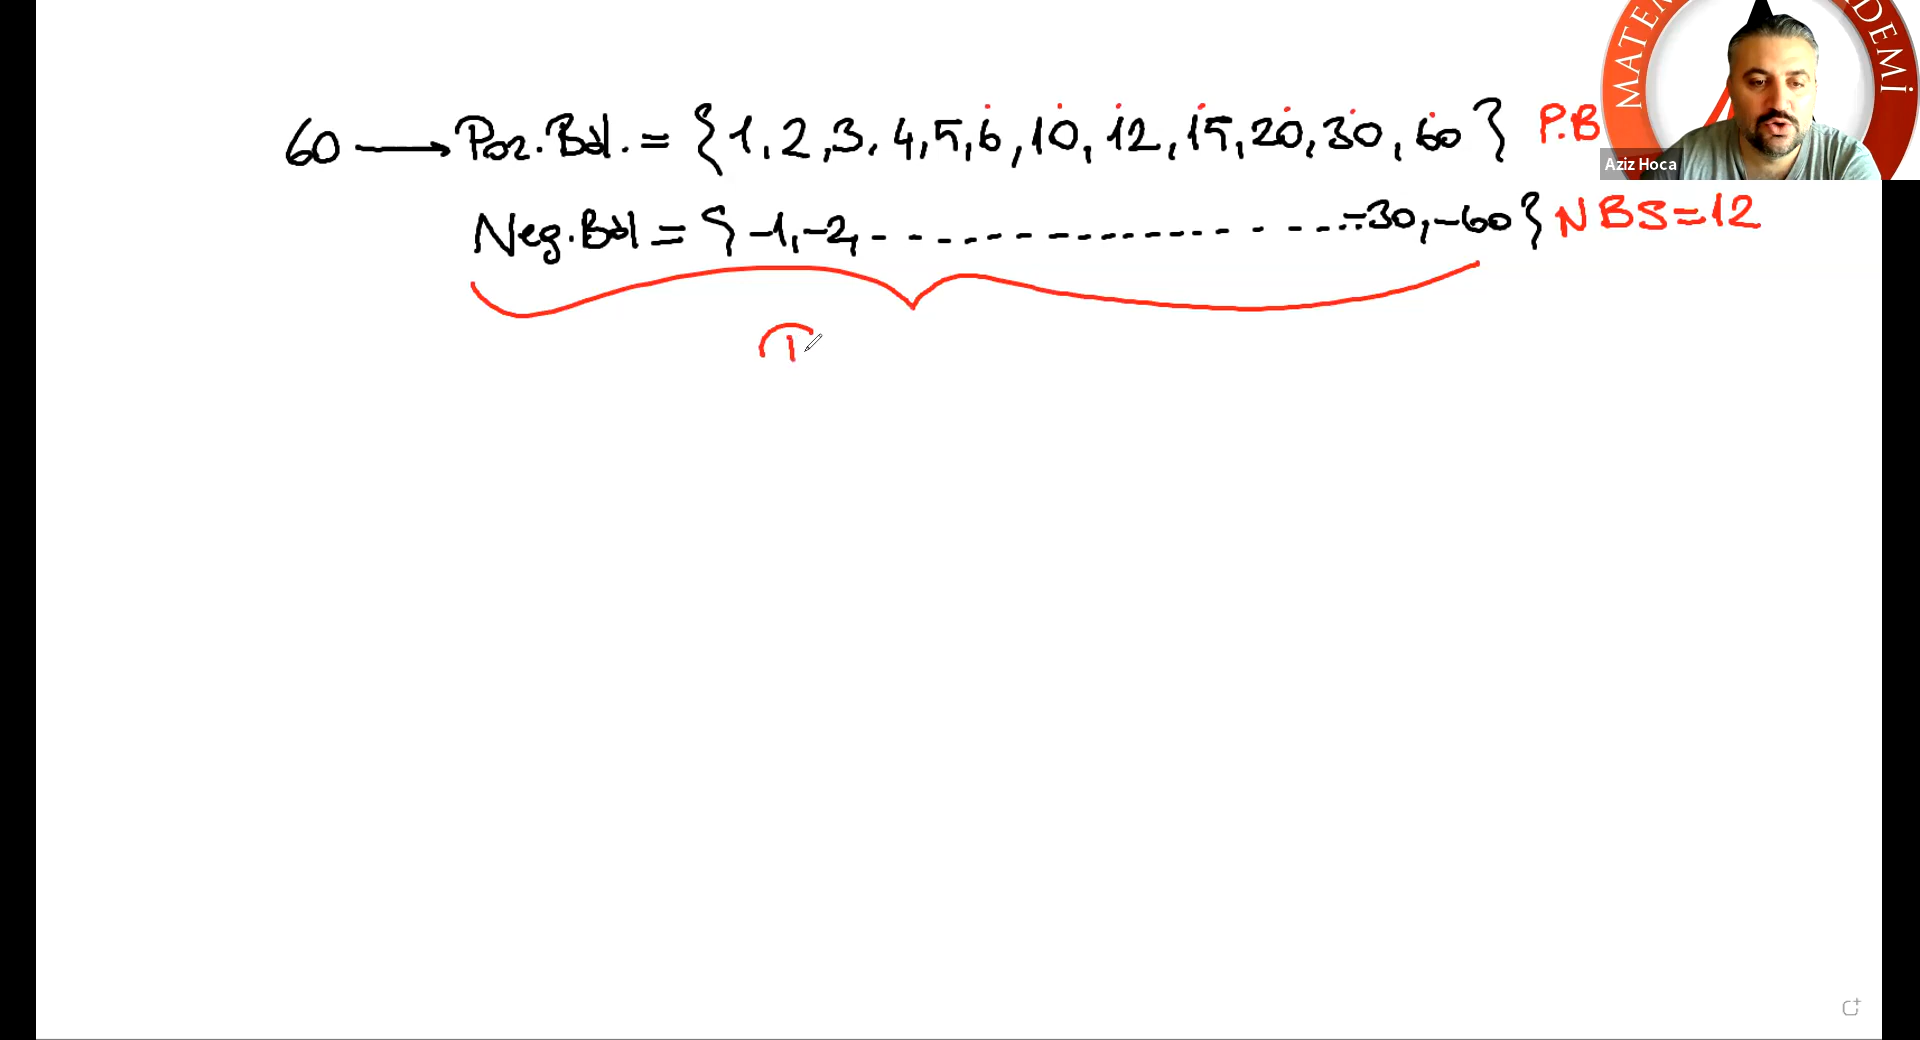 60 → Poz. Böl. = {1, 2, 3, 4, 5, 6, 10, 12, 15, 20, 30, 60} P.B
Neg. Böl = {-1, -2, - - - - - - - - - - - - - - - - - -30, -60} NBS = 12
Aziz Hoca